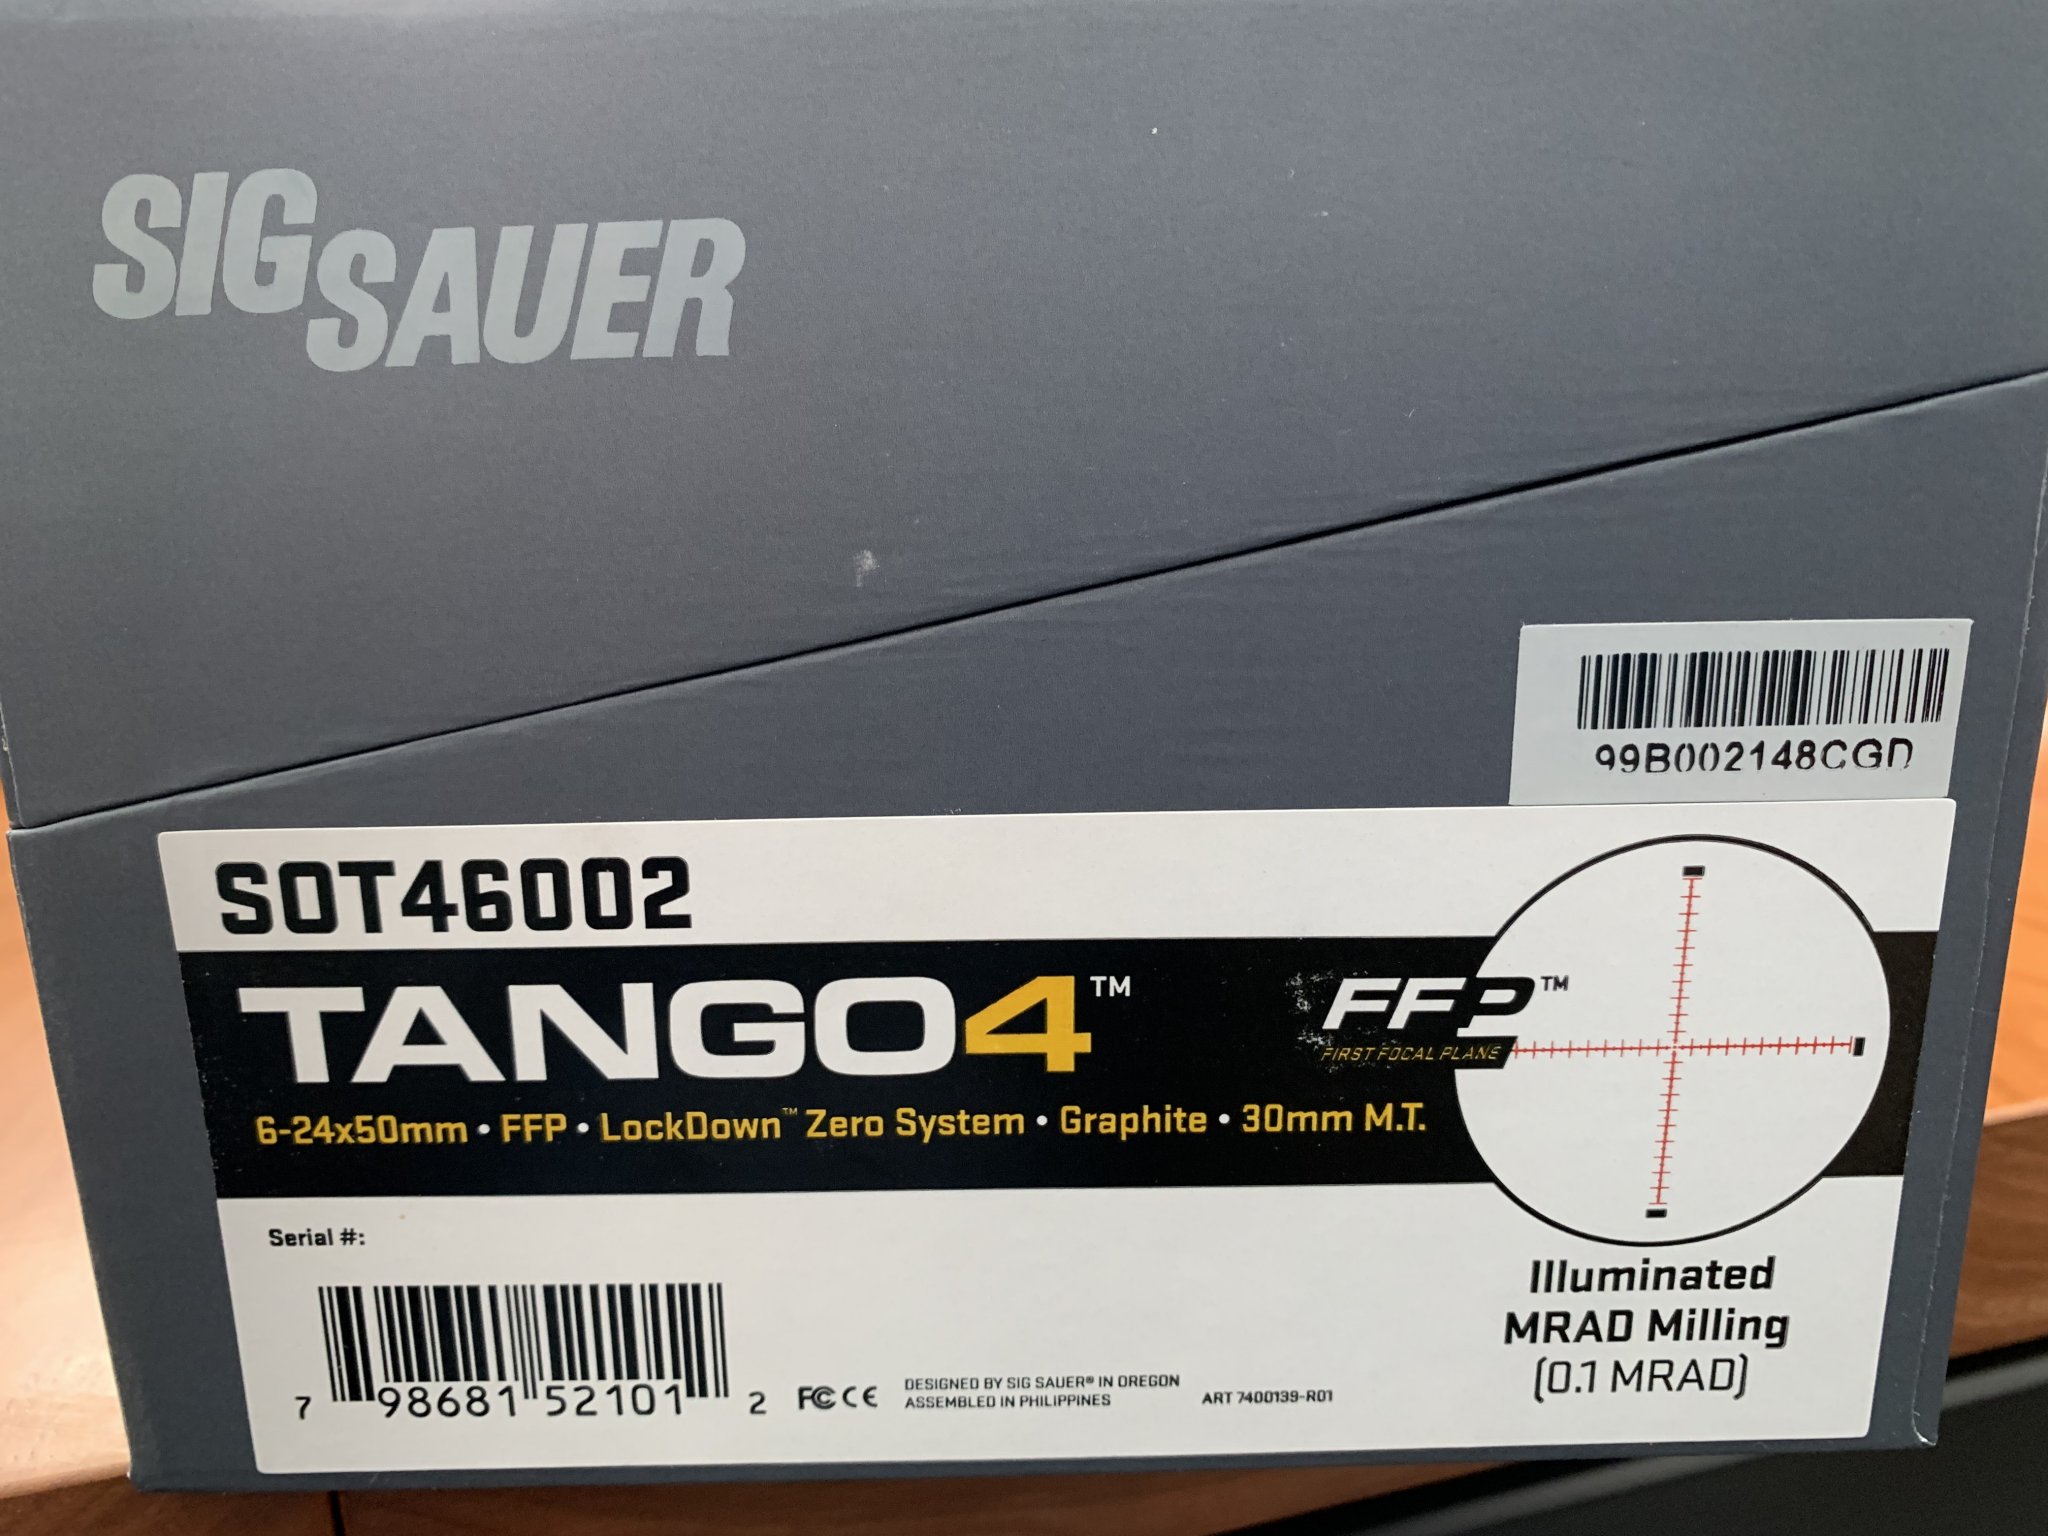 SIG SAUER
99B002148CGD
SOT46002
TANGO4™
FFP™
FIRST FOCAL PLANE
6-24x50mm • FFP • LockDown™ Zero System • Graphite • 30mm M.T.
Serial #:
Illuminated
MRAD Milling
(0.1 MRAD)
7 98681 52101 2
FC CE
DESIGNED BY SIG SAUER® IN OREGON
ASSEMBLED IN PHILIPPINES
ART 7400139-R01